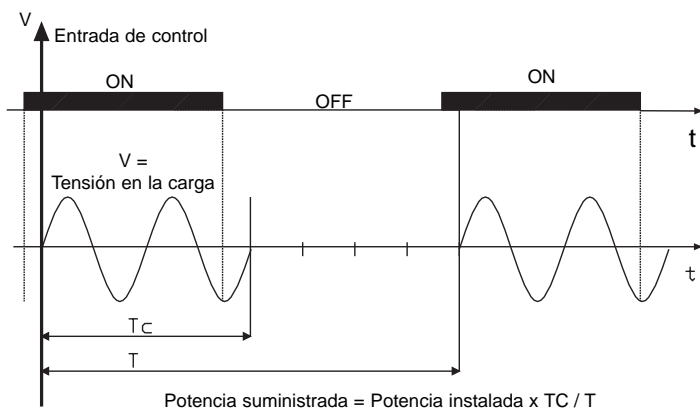 V
Entrada de control
ON
ON
OFF
t
V =
Tensión en la carga
t
Tc
T
Potencia suministrada = Potencia instalada x TC / T